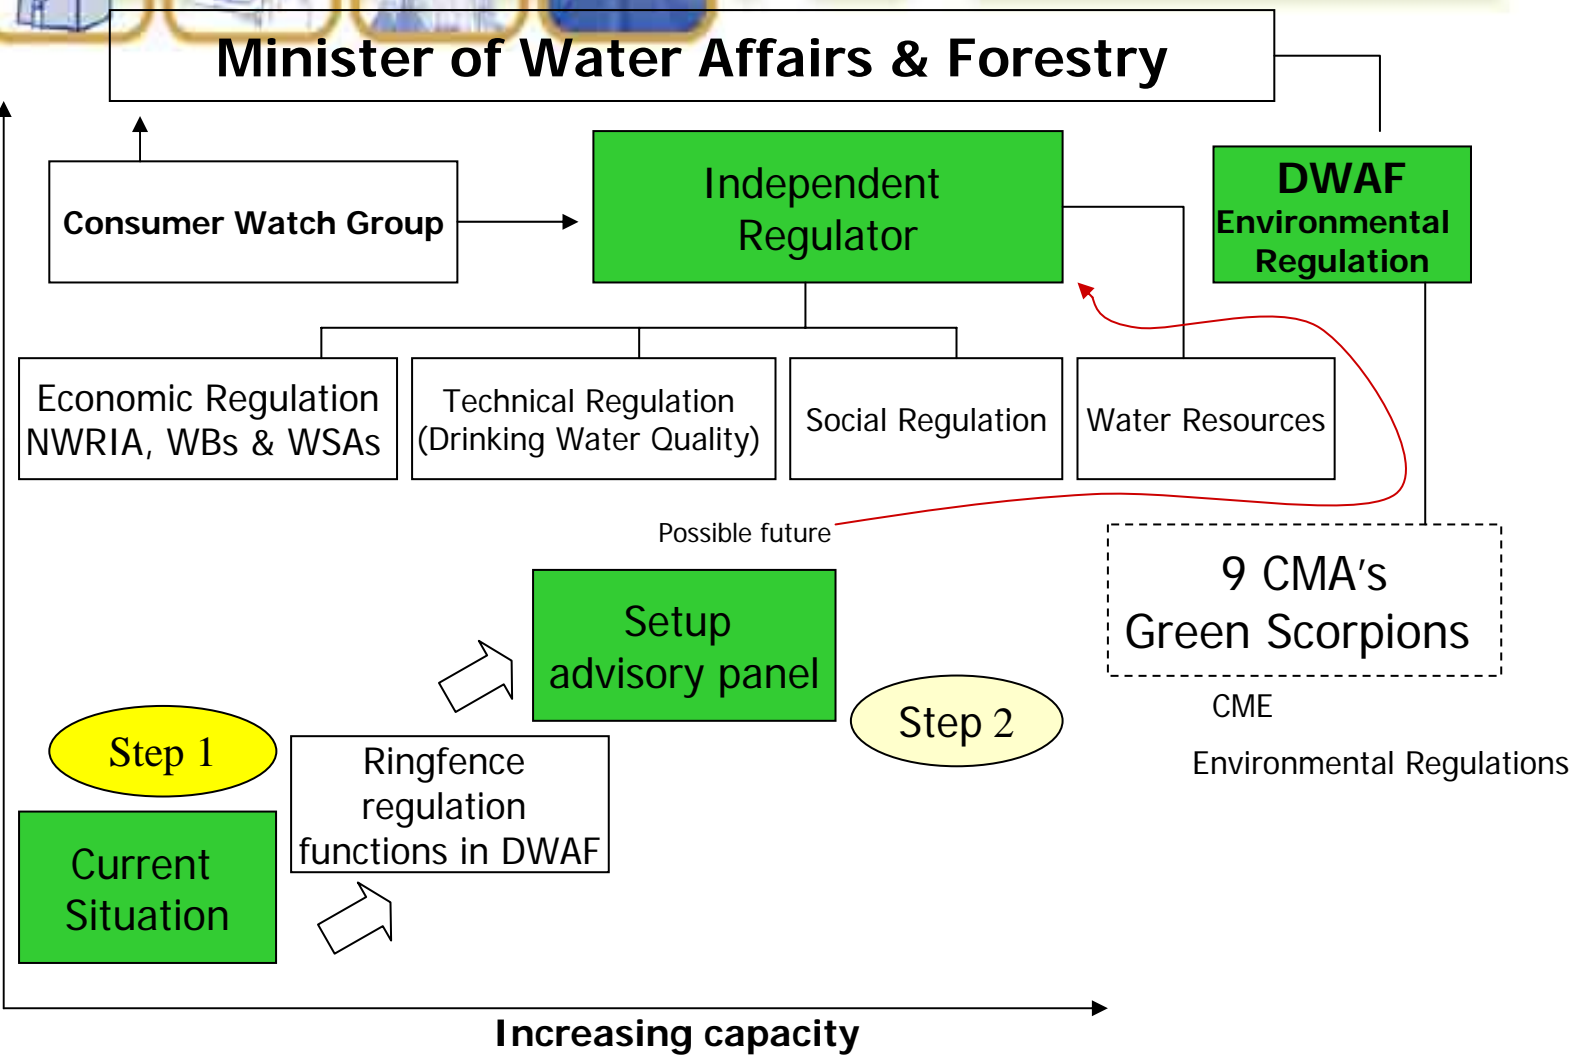 Minister of Water Affairs & Forestry
Consumer Watch Group
Independent
Regulator
DWAF
Environmental
Regulation
Economic Regulation
NWRIA, WBs & WSAs
Technical Regulation
(Drinking Water Quality)
Social Regulation
Water Resources
Possible future
9 CMA's
Green Scorpions
CME
Environmental Regulations
Setup
advisory panel
Step 2
Step 1
Ringfence
regulation
functions in DWAF
Current
Situation
Increasing capacity